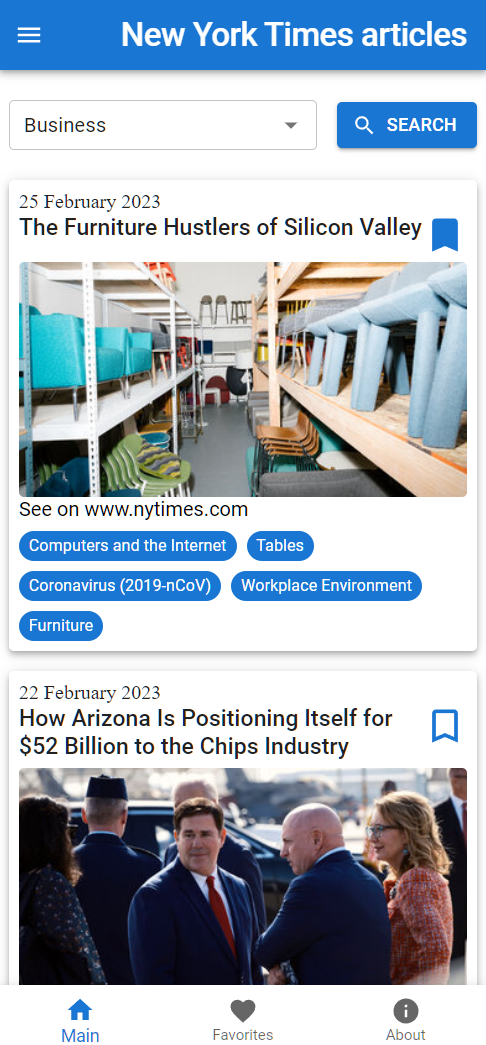 New York Times articles
Business
SEARCH
25 February 2023
The Furniture Hustlers of Silicon Valley
See on www.nytimes.com
Computers and the Internet
Tables
Coronavirus (2019-nCoV)
Workplace Environment
Furniture
22 February 2023
How Arizona Is Positioning Itself for
$52 Billion to the Chips Industry
Main
Favorites
About